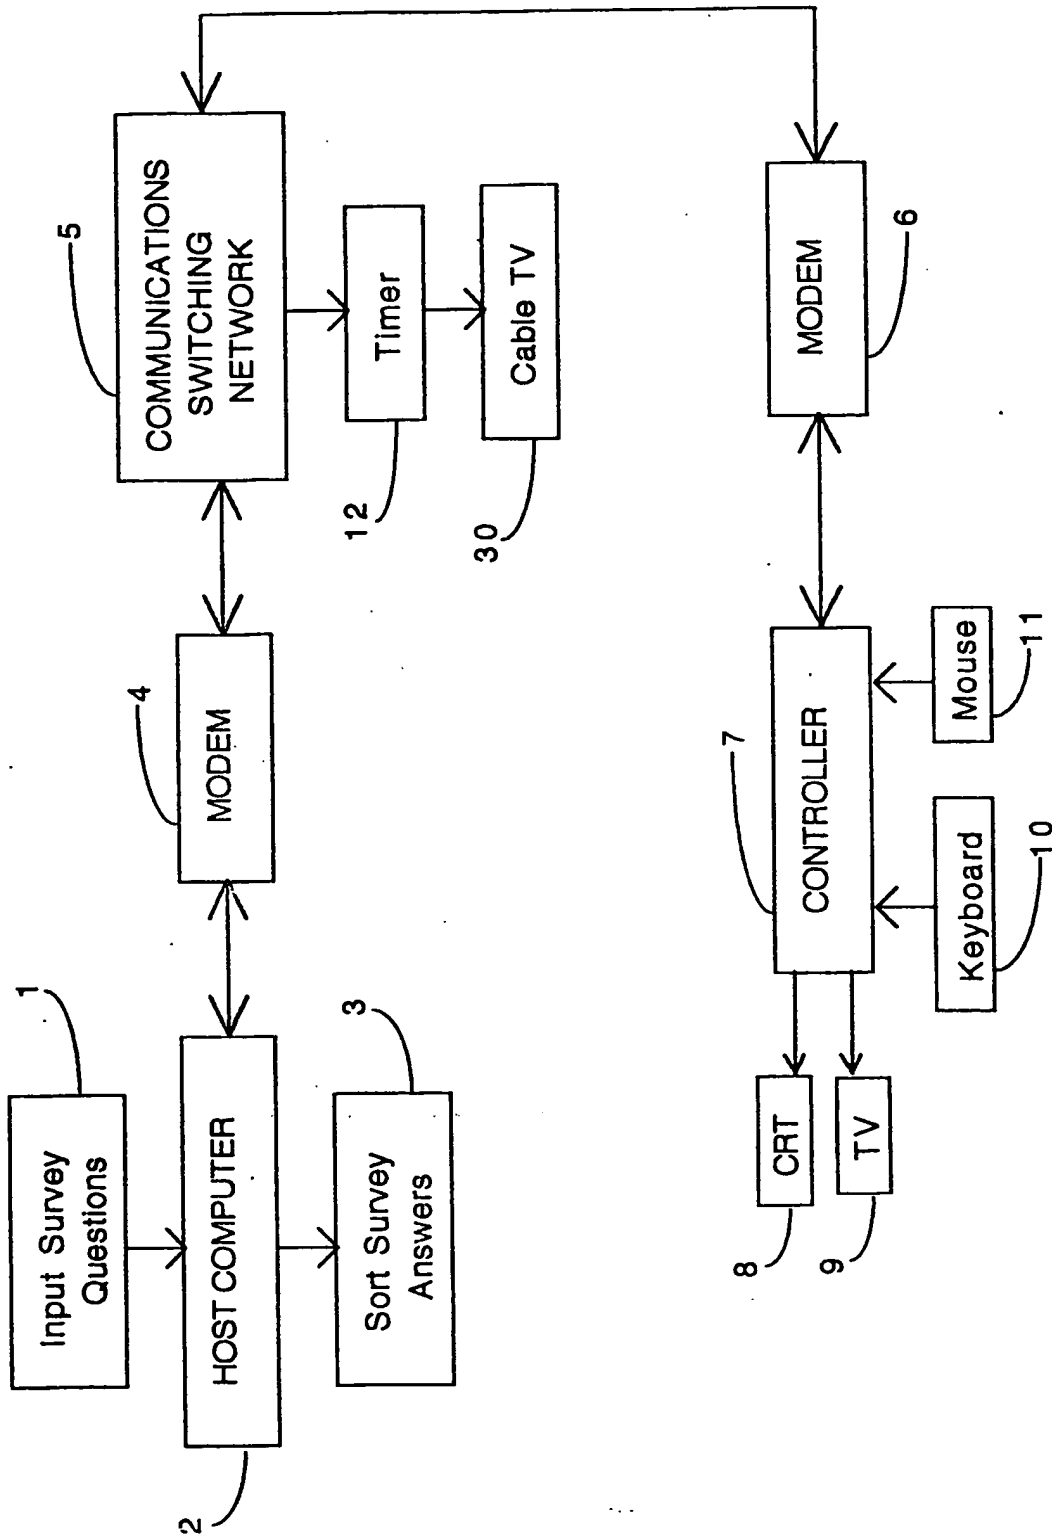 1
Input Survey
Questions
2
HOST COMPUTER
3
Sort Survey
Answers
4
MODEM
5
COMMUNICATIONS
SWITCHING
NETWORK
12
Timer
30
Cable TV
6
MODEM
7
CONTROLLER
8
CRT
9
TV
10
Keyboard
11
Mouse